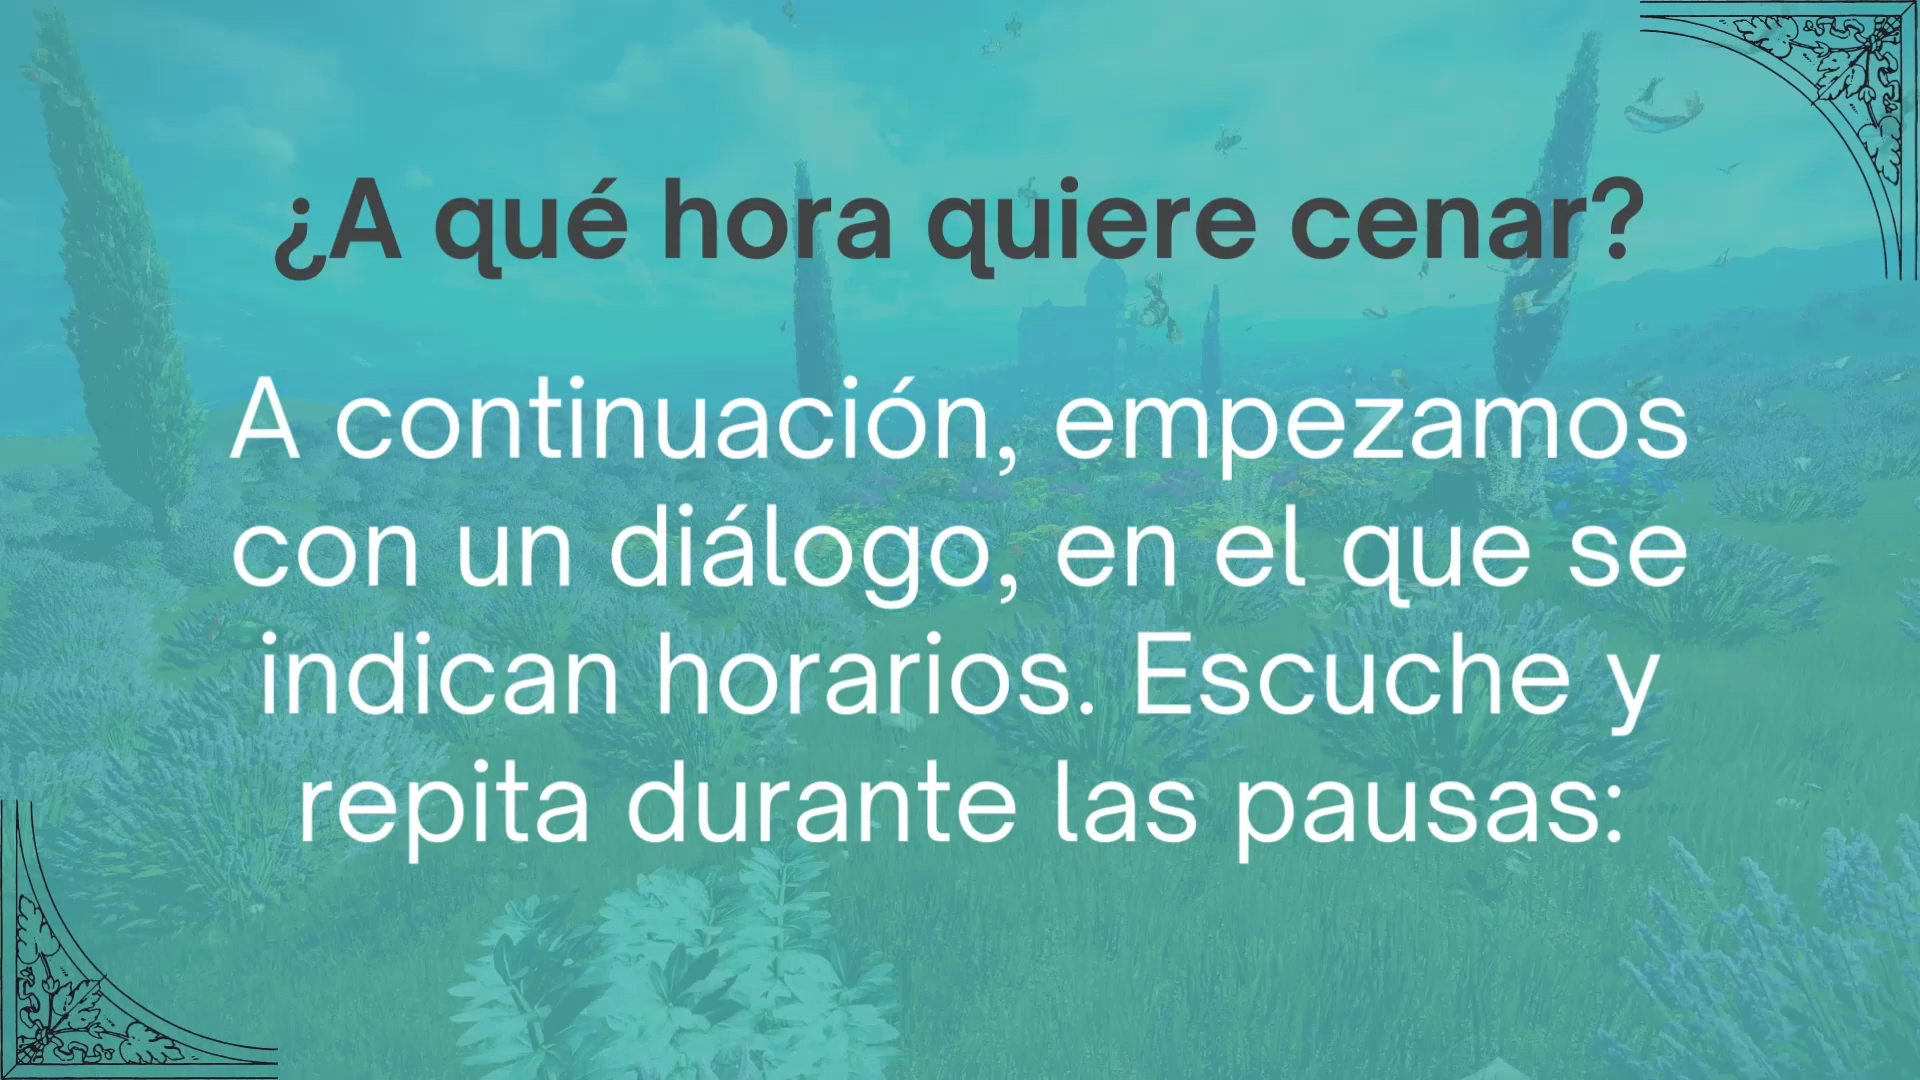 ¿A qué hora quiere cenar?
A continuación, empezamos
con un diálogo, en el que se
indican horarios. Escuche y
repita durante las pausas: